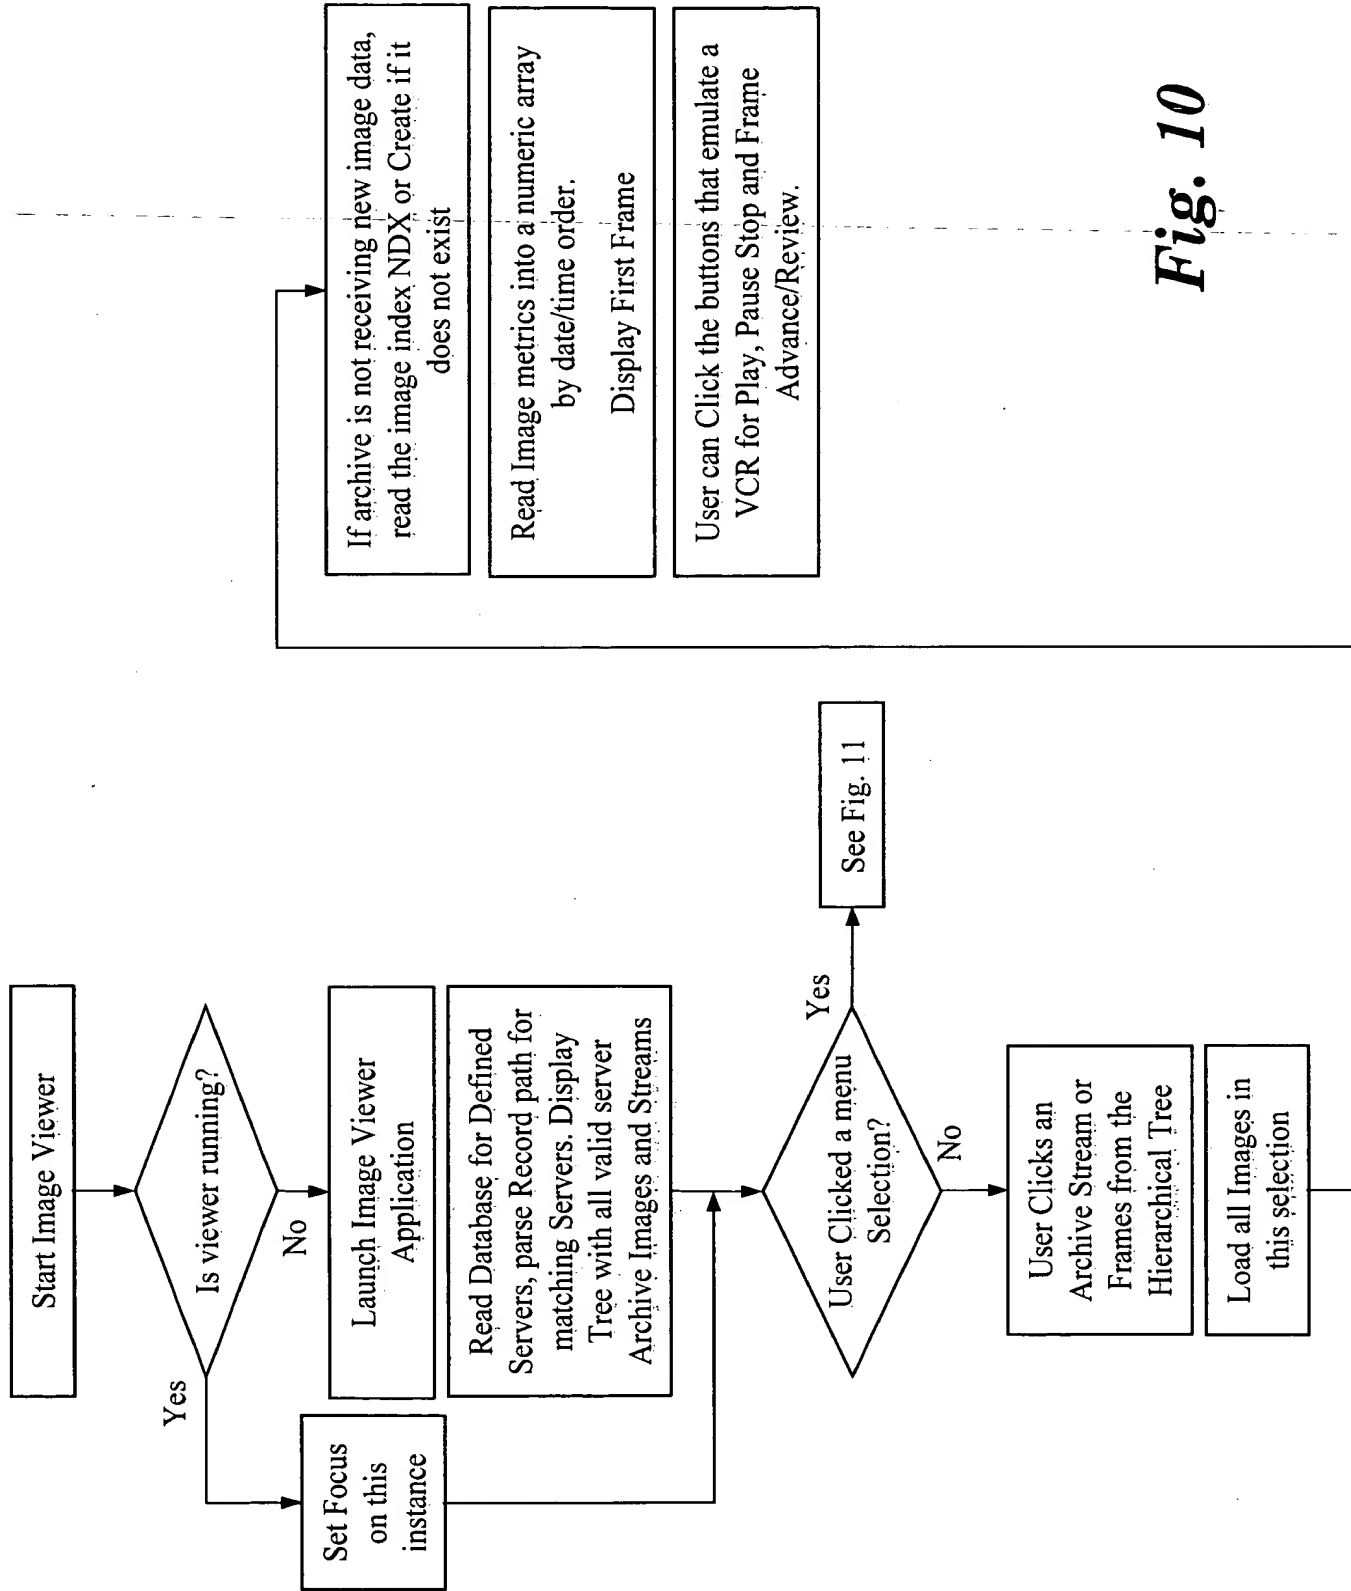 Start Image Viewer
Is viewer running?
Yes
No
Set Focus
on this
instance
Launch Image Viewer
Application
Read Database for Defined
Servers, parse Record path for
matching Servers. Display
Tree with all valid server
Archive Images and Streams
User Clicked a menu
Selection?
Yes
See Fig. 11
No
User Clicks an
Archive Stream or
Frames from the
Hierarchical Tree
Load all Images in
this selection
If archive is not receiving new image data,
read the image index NDX or Create if it
does not exist
Read Image metrics into a numeric array
by date/time order.
Display First Frame
User can Click the buttons that emulate a
VCR for Play, Pause Stop and Frame
Advance/Review.
Fig. 10